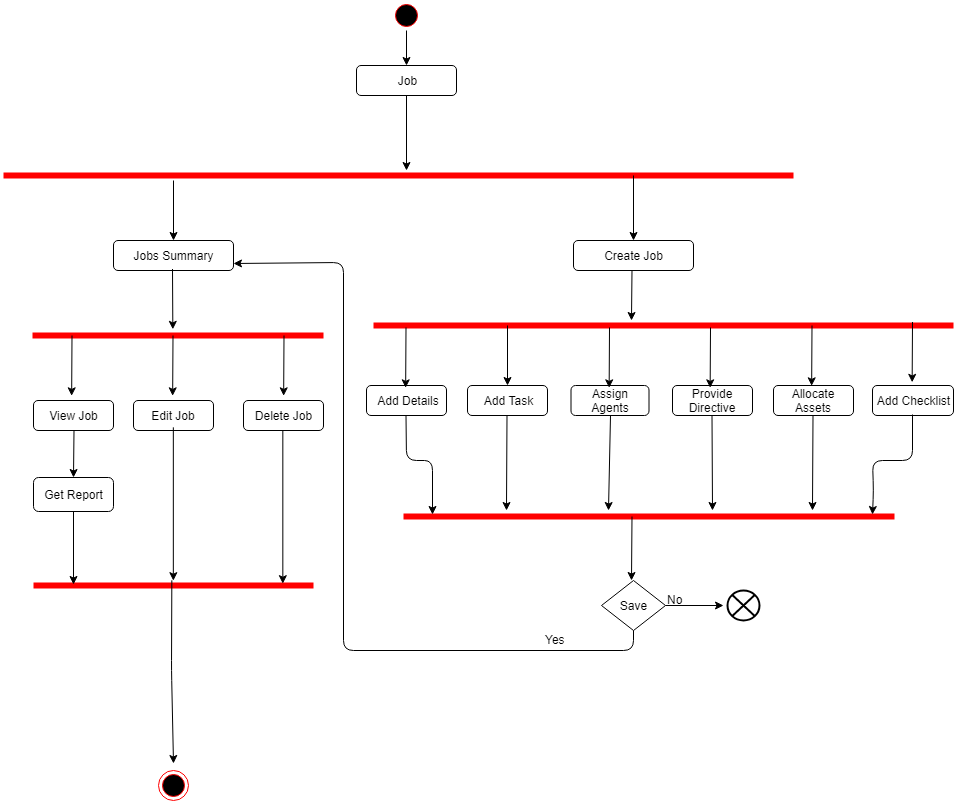 Job
Jobs Summary
Create Job
View Job
Edit Job
Delete Job
Add Details
Add Task
Assign
Agents
Provide
Directive
Allocate
Assets
Add Checklist
Get Report
Save
No
Yes